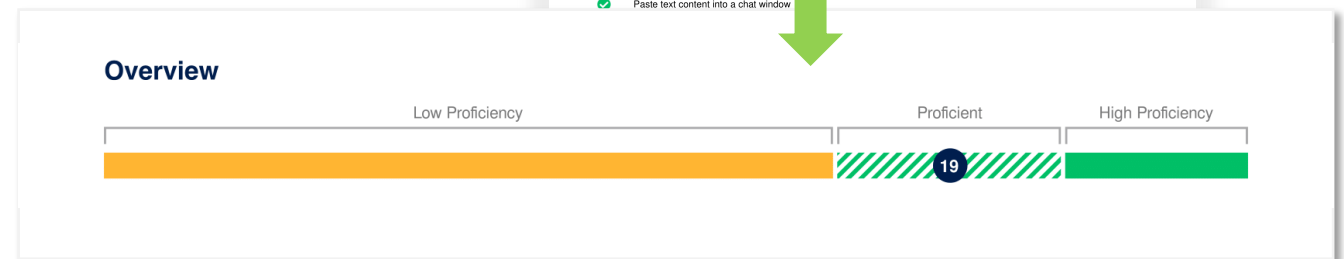 Paste text content into a chat window
Overview
Low Proficiency Proficient High Proficiency
19